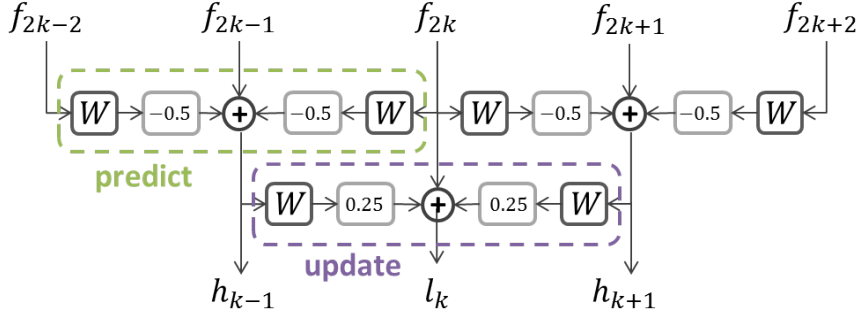 f₂ₖ₋₂ f₂ₖ₋₁ f₂ₖ f₂ₖ₊₁ f₂ₖ₊₂
W −0.5 + −0.5 W W −0.5 + −0.5 W
predict
W 0.25 + 0.25 W
update
hₖ₋₁ lₖ hₖ₊₁